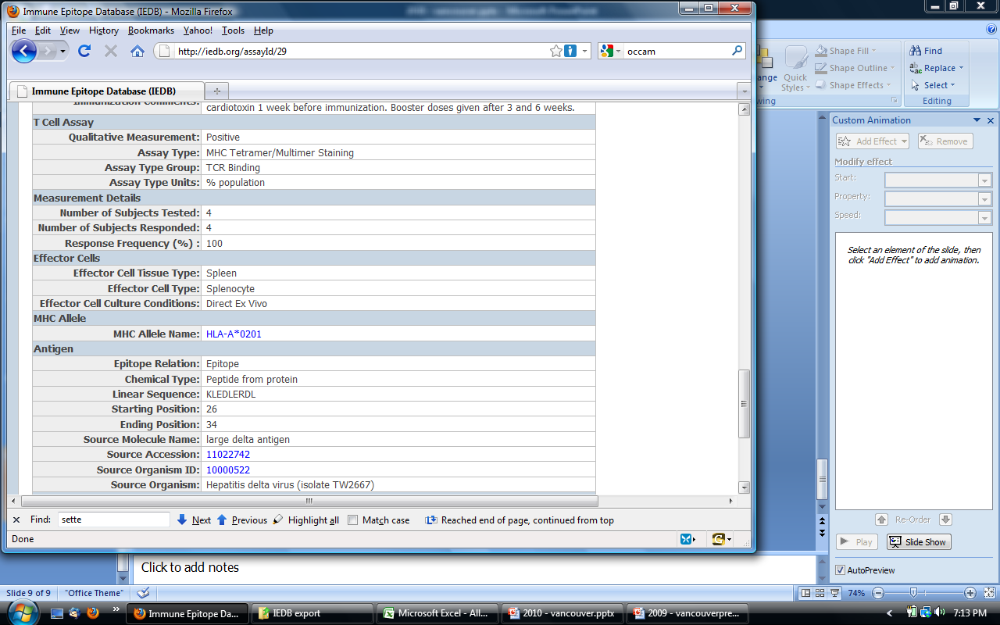 Immune Epitope Database (IEDB) - Mozilla Firefox
File Edit View History Bookmarks Yahoo! Tools Help
http://iedb.org/assayId/29
occam
Immune Epitope Database (IEDB)
Immunization Comments:
cardiotoxin 1 week before immunization. Booster doses given after 3 and 6 weeks.
T Cell Assay
Qualitative Measurement: Positive
Assay Type: MHC Tetramer/Multimer Staining
Assay Type Group: TCR Binding
Assay Type Units: % population
Measurement Details
Number of Subjects Tested: 4
Number of Subjects Responded: 4
Response Frequency (%) : 100
Effector Cells
Effector Cell Tissue Type: Spleen
Effector Cell Type: Splenocyte
Effector Cell Culture Conditions: Direct Ex Vivo
MHC Allele
MHC Allele Name: HLA-A*0201
Antigen
Epitope Relation: Epitope
Chemical Type: Peptide from protein
Linear Sequence: KLEDLERDL
Starting Position: 26
Ending Position: 34
Source Molecule Name: large delta antigen
Source Accession: 11022742
Source Organism ID: 10000522
Source Organism: Hepatitis delta virus (isolate TW2667)
Find: sette Next Previous Highlight all Match case Reached end of page, continued from top
Done
Shape Fill
Shape Outline
Shape Effects
Quick
Styles
ange
wing
Find
Replace
Select
Editing
Custom Animation
Add Effect Remove
Modify effect
Start:
Property:
Speed:
Select an element of the slide, then
click "Add Effect" to add animation.
Re-Order
Play Slide Show
AutoPreview
Click to add notes
Slide 9 of 9 "Office Theme" 74%
Immune Epitope Da... IEDB export Microsoft Excel - All... 2010 - vancouver.pptx 2009 - vancouverpre... 7:13 PM